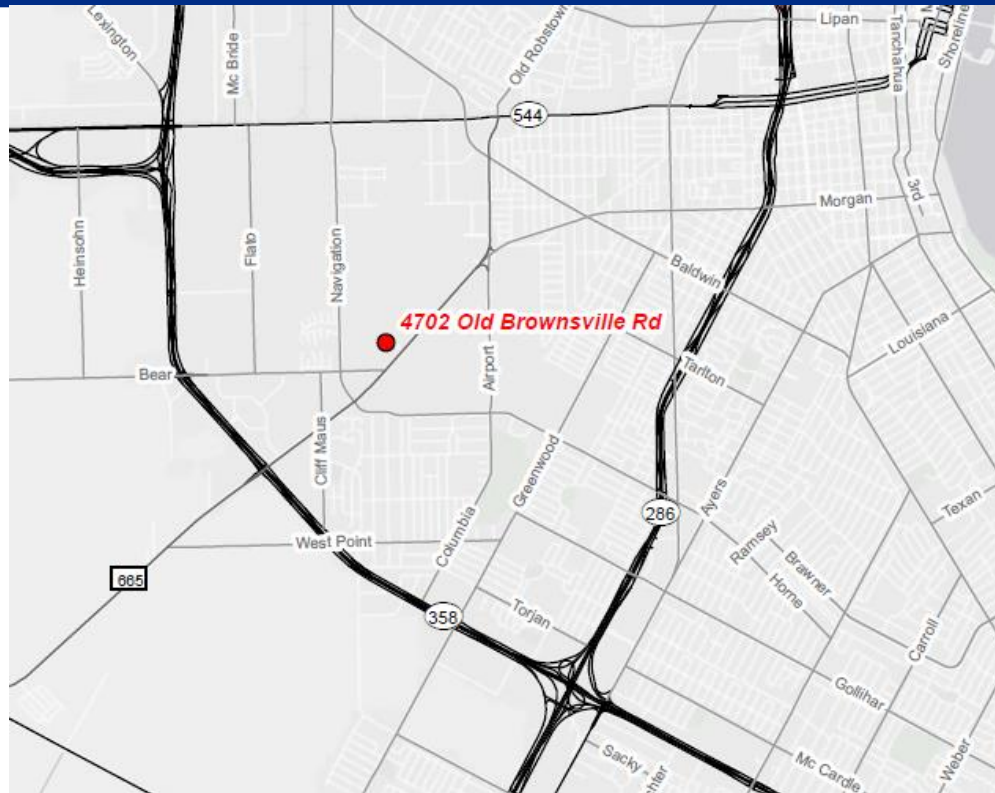 Lexington
Mc Bride
Old Robstown
Lipan
Tanchahua
Shoreline
544
3rd
Morgan
Heinsohn
Flato
Navigation
Baldwin
4702 Old Brownsville Rd
Airport
Louisiana
Bear
Tarlton
Cliff Maus
Greenwood
Ayers
Texan
286
Columbia
West Point
Ramsey
Brawner
665
Horne
358
Torjan
Carroll
Gollihar
Sacky
Mc Cardle
Weber